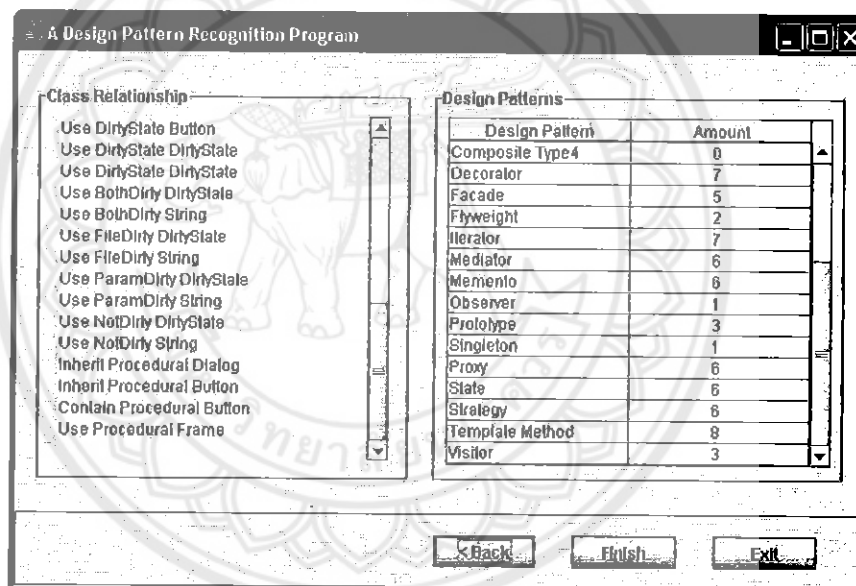 A Design Pattern Recognition Program
Class Relationship
Use DirtyState Button
Use DirtyState DirtyState
Use DirtyState DirtyState
Use BothDirty DirtyState
Use BothDirty String
Use FileDirty DirtyState
Use FileDirty String
Use ParamDirty DirtyState
Use ParamDirty String
Use NotDirty DirtyState
Use NotDirty String
Inherit Procedural Dialog
Inherit Procedural Button
Contain Procedural Button
Use Procedural Frame
Design Patterns
Design Pattern Amount
Composite Type4 0
Decorator 7
Facade 5
Flyweight 2
Iterator 7
Mediator 6
Memento 6
Observer 1
Prototype 3
Singleton 1
Proxy 6
State 6
Strategy 6
Template Method 8
Visitor 3
< Back Finish Exit